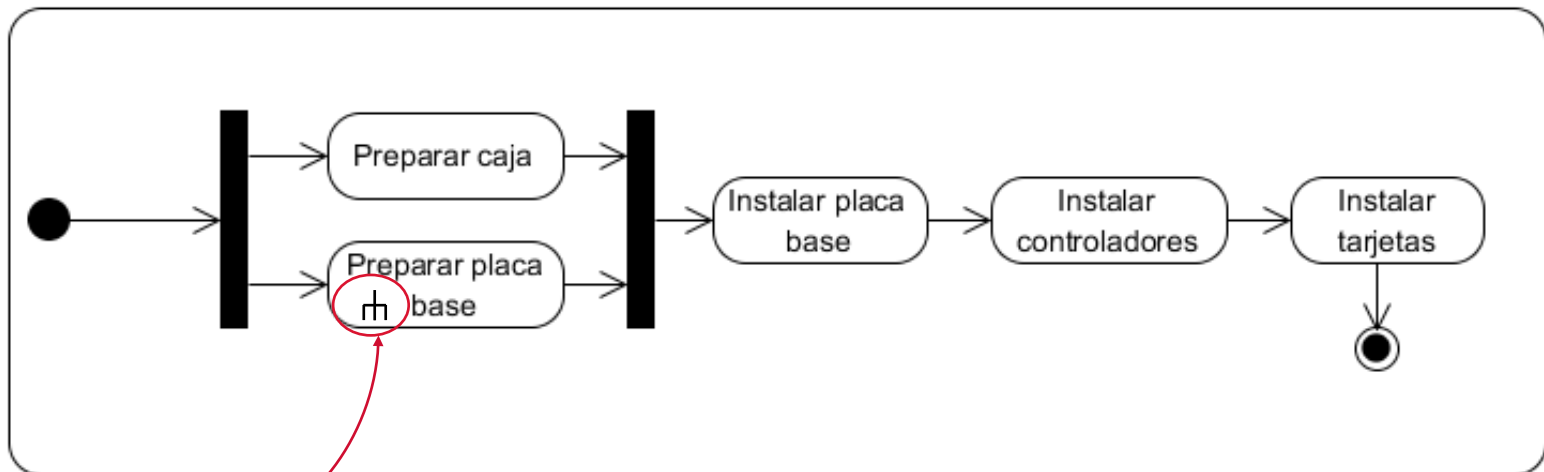 Preparar caja
Preparar placa
base
Instalar placa
base
Instalar
controladores
Instalar
tarjetas